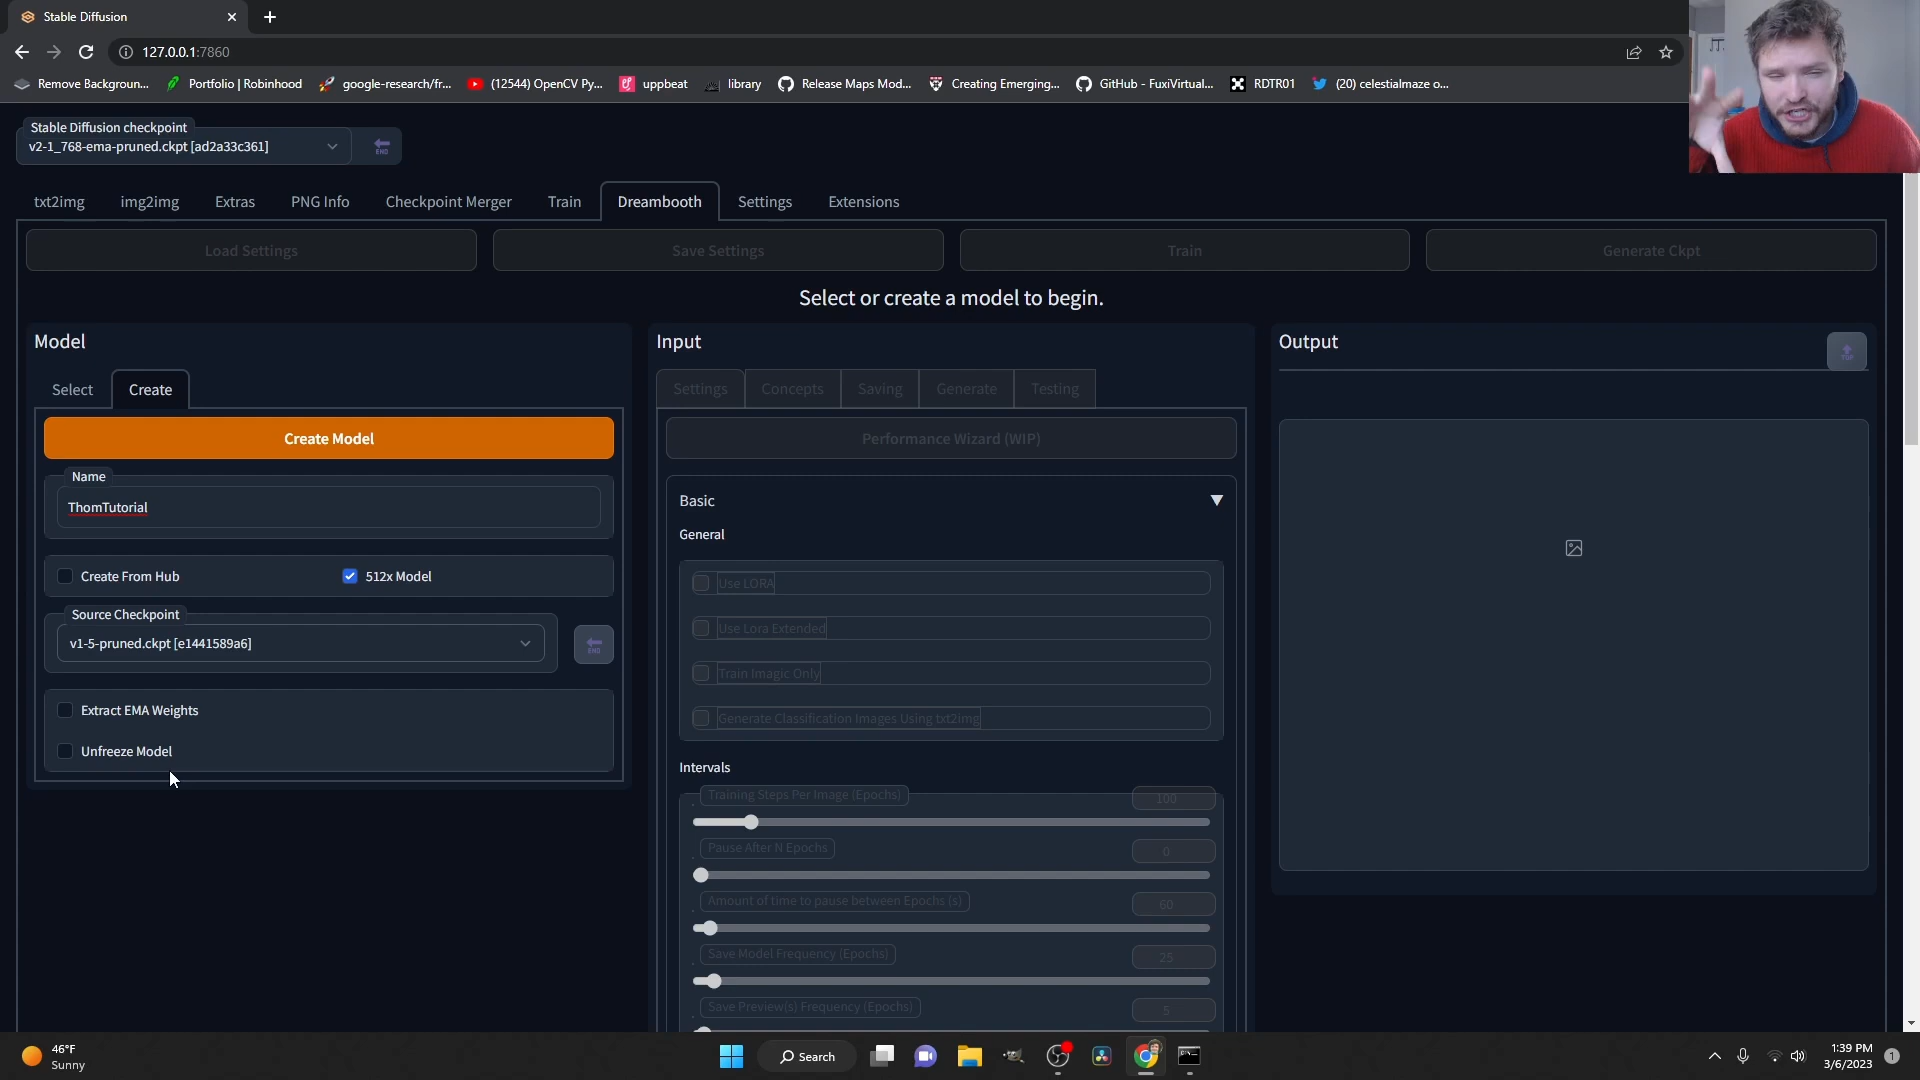 Stable Diffusion
127.0.0.1:7860
Remove Backgroun...
Portfolio | Robinhood
google-research/fr...
(12544) OpenCV Py...
uppbeat
library
Release Maps Mod...
Creating Emerging...
GitHub - FuxiVirtual...
RDTR01
(20) celestialmaze o...
Stable Diffusion checkpoint
v2-1_768-ema-pruned.ckpt [ad2a33c361]
END
txt2img
img2img
Extras
PNG Info
Checkpoint Merger
Train
Dreambooth
Settings
Extensions
Load Settings
Save Settings
Train
Generate Ckpt
Select or create a model to begin.
Model
Select
Create
Create Model
Name
ThomTutorial
Create From Hub
512x Model
Source Checkpoint
v1-5-pruned.ckpt [e1441589a6]
END
Extract EMA Weights
Unfreeze Model
Input
Settings
Concepts
Saving
Generate
Testing
Performance Wizard (WIP)
Basic
General
Use LORA
Use Lora Extended
Train Imagic Only
Generate Classification Images Using txt2img
Intervals
Training Steps Per Image (Epochs)
100
Pause After N Epochs
0
Amount of time to pause between Epochs (s)
60
Save Model Frequency (Epochs)
25
Save Preview(s) Frequency (Epochs)
5
Output
TOP
46°F
Sunny
Search
1:39 PM
3/6/2023
1